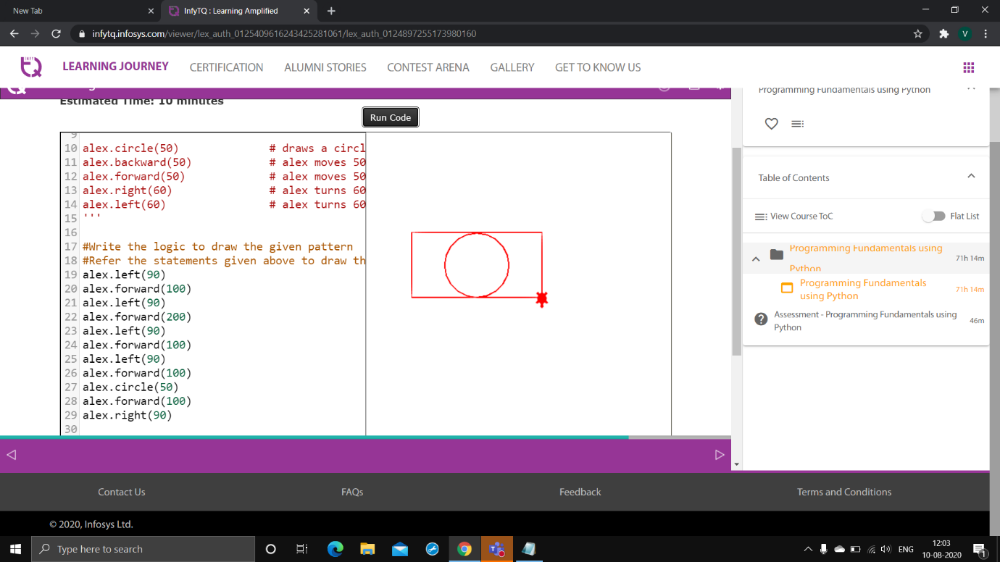 New Tab
InfyTQ : Learning Amplified
infytq.infosys.com/viewer/lex_auth_0125409616243425281061/lex_auth_0124897255173980160
V
INFY
TQ
LEARNING JOURNEY
CERTIFICATION
ALUMNI STORIES
CONTEST ARENA
GALLERY
GET TO KNOW US
Estimated Time: 10 minutes
Run Code
9
10 alex.circle(50) # draws a circl
11 alex.backward(50) # alex moves 50
12 alex.forward(50) # alex moves 50
13 alex.right(60) # alex turns 60
14 alex.left(60) # alex turns 60
15 '''
16
17 #Write the logic to draw the given pattern
18 #Refer the statements given above to draw th
19 alex.left(90)
20 alex.forward(100)
21 alex.left(90)
22 alex.forward(200)
23 alex.left(90)
24 alex.forward(100)
25 alex.left(90)
26 alex.forward(100)
27 alex.circle(50)
28 alex.forward(100)
29 alex.right(90)
30
Programming Fundamentals using Python
Table of Contents
View Course ToC
Flat List
Programming Fundamentals using
Python
71h 14m
Programming Fundamentals
using Python
71h 14m
Assessment - Programming Fundamentals using
Python
46m
Contact Us
FAQs
Feedback
Terms and Conditions
© 2020, Infosys Ltd.
Type here to search
ENG
12:03
10-08-2020
1